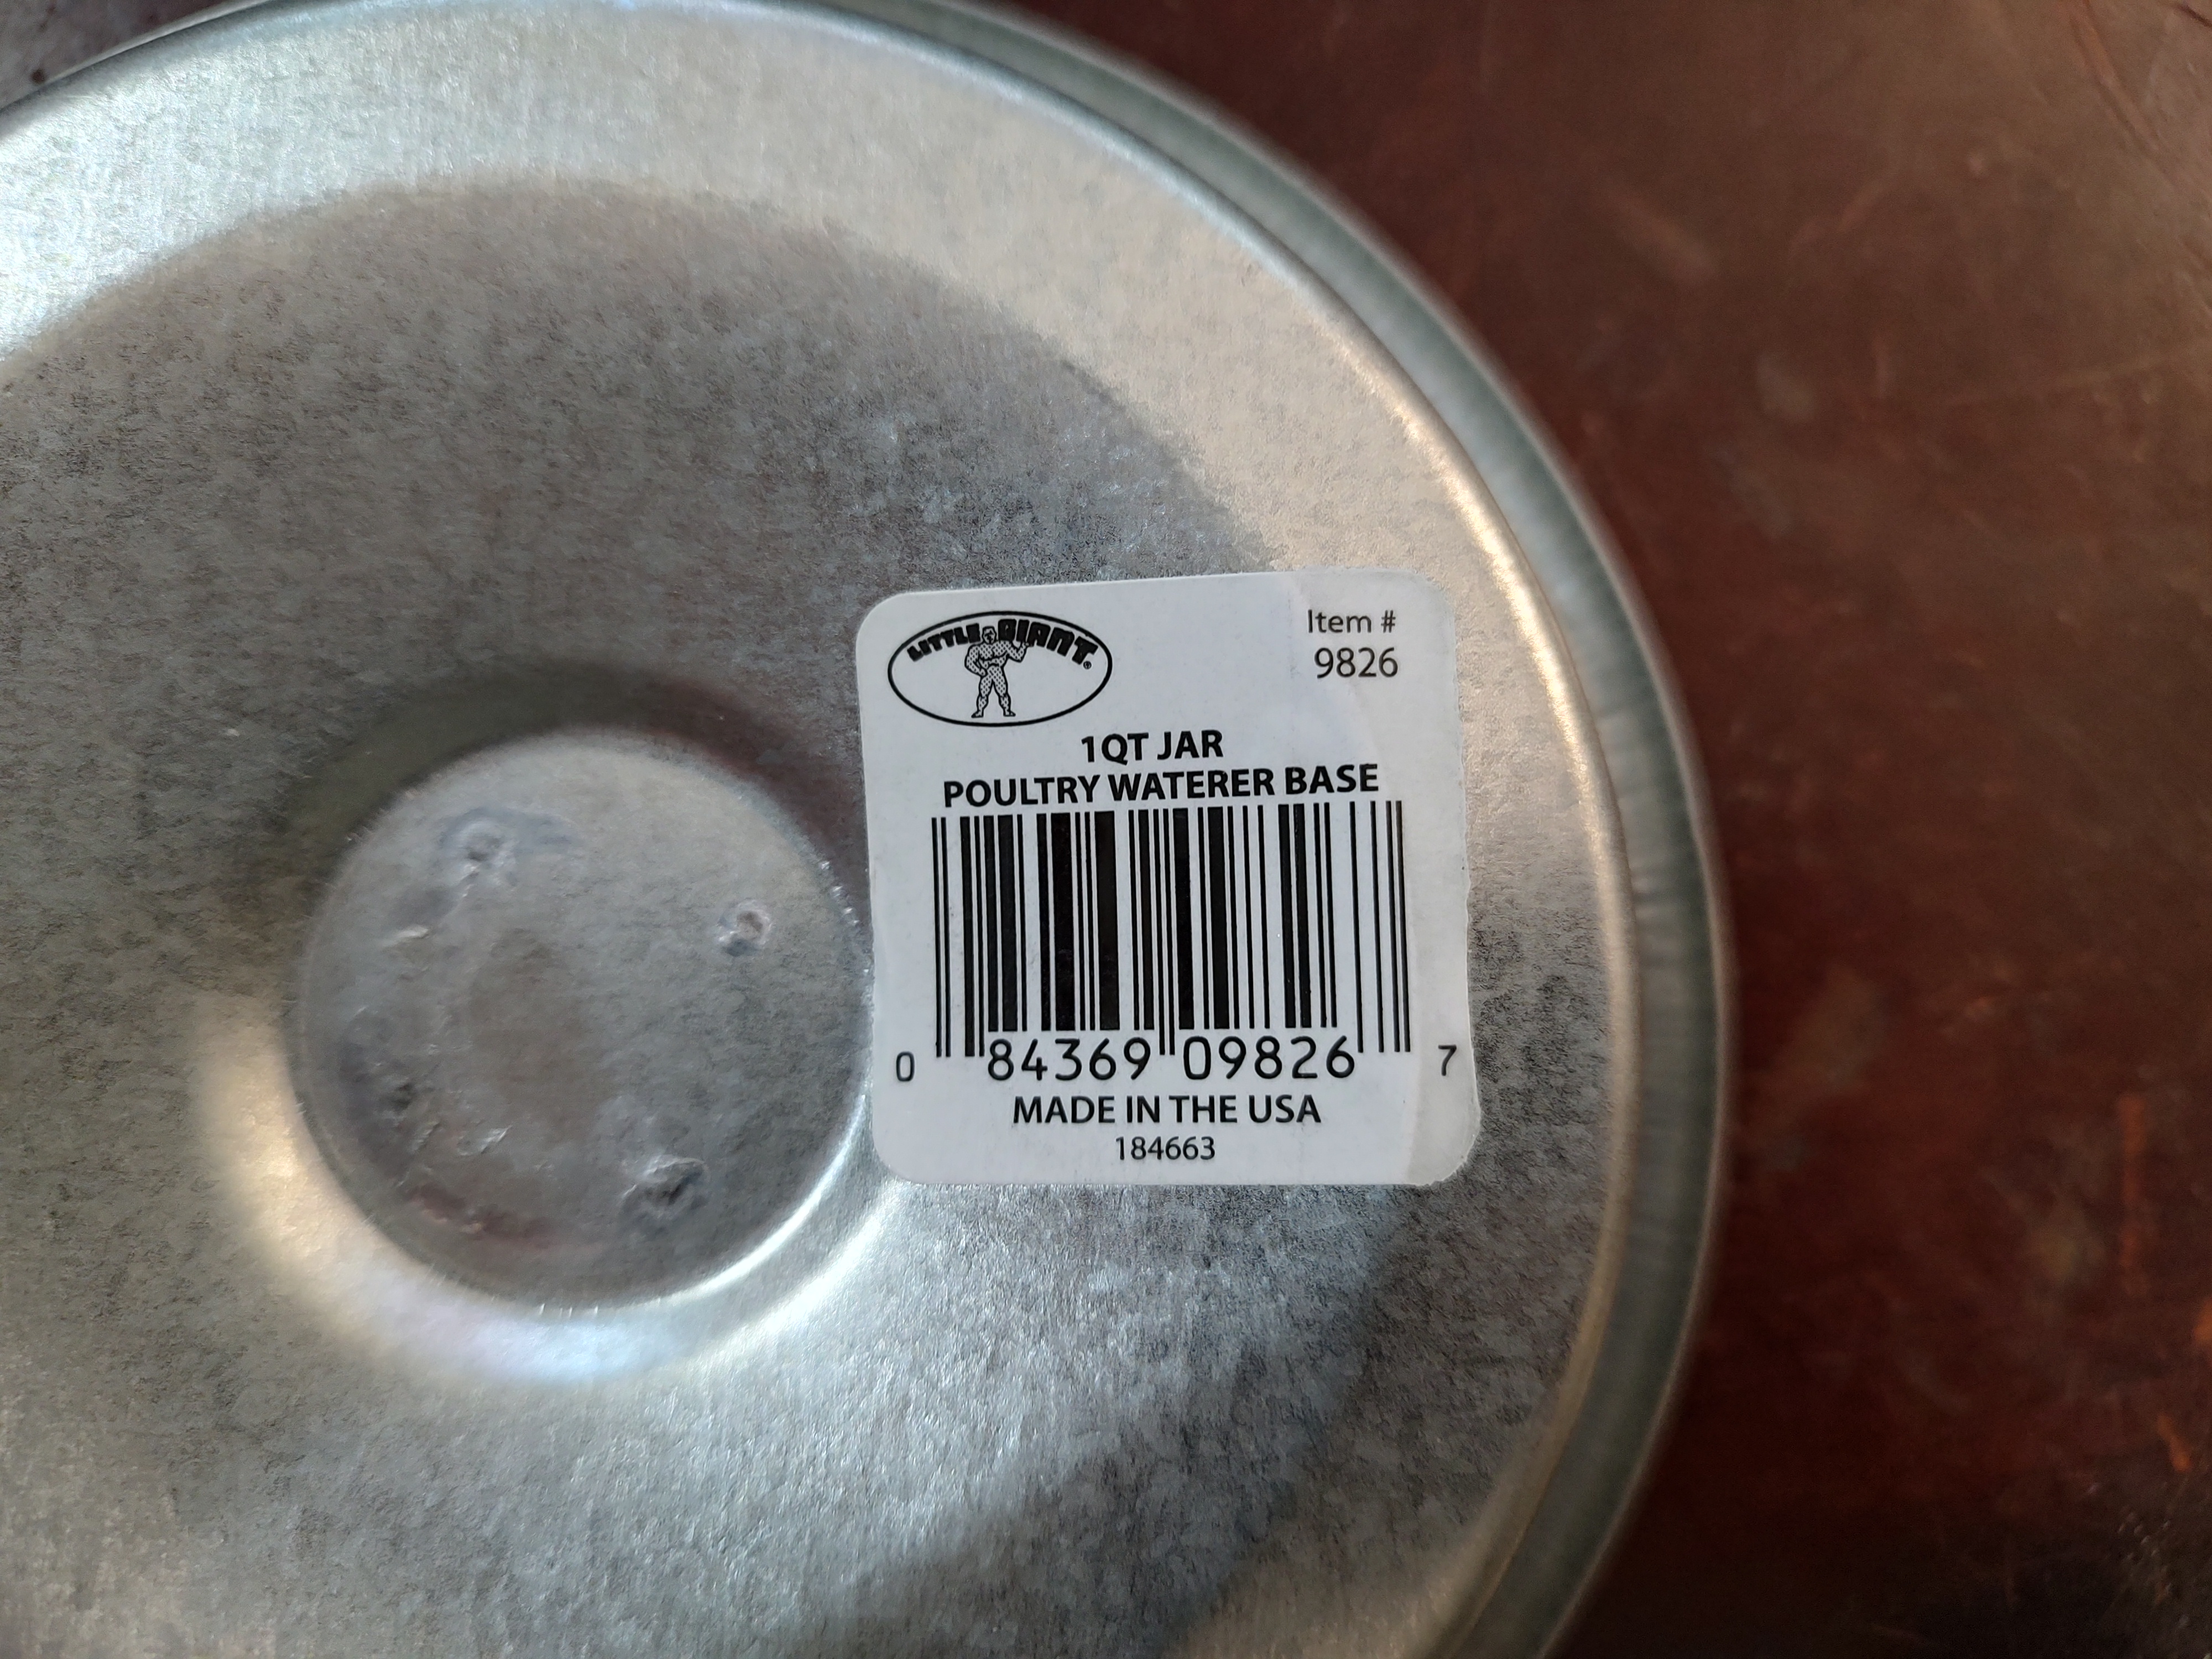 LITTLE GIANT®
Item #
9826
1QT JAR
POULTRY WATERER BASE
0 84369 09826 7
MADE IN THE USA
184663